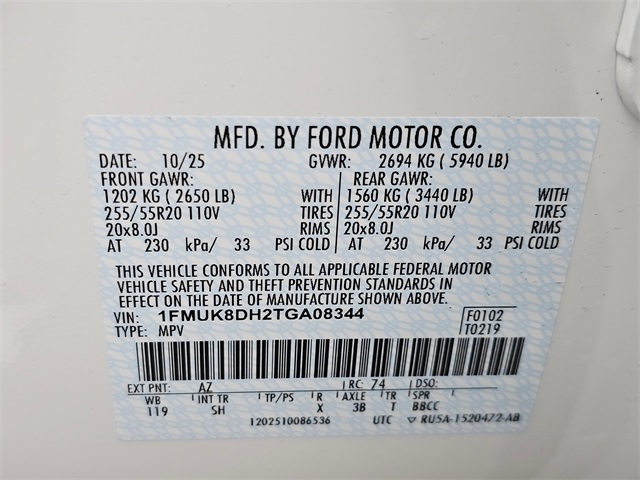 MFD. BY FORD MOTOR CO.
DATE: 10/25 GVWR: 2694 KG ( 5940 LB)
FRONT GAWR: REAR GAWR:
1202 KG ( 2650 LB) WITH 1560 KG ( 3440 LB) WITH
255/55R20 110V TIRES 255/55R20 110V TIRES
20x8.0J RIMS 20x8.0J RIMS
AT 230 kPa/ 33 PSI COLD AT 230 kPa/ 33 PSI COLD
THIS VEHICLE CONFORMS TO ALL APPLICABLE FEDERAL MOTOR
VEHICLE SAFETY AND THEFT PREVENTION STANDARDS IN
EFFECT ON THE DATE OF MANUFACTURE SHOWN ABOVE.
VIN: 1FMUK8DH2TGA08344 F0102
TYPE: MPV T0219
EXT PNT: AZ RC: 74 DSO:
WB INT TR TP/PS R AXLE TR SPR
119 SH X 3B T BBCC
1202510086536 UTC ▽ RU5A-1520472-AB